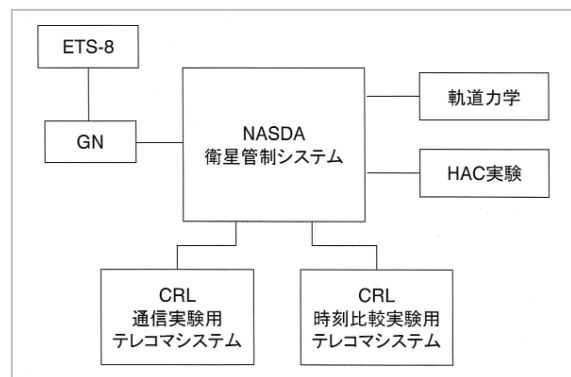 ETS-8
GN
NASDA
衛星管制システム
軌道力学
HAC実験
CRL
通信実験用
テレコマシステム
CRL
時刻比較実験用
テレコマシステム